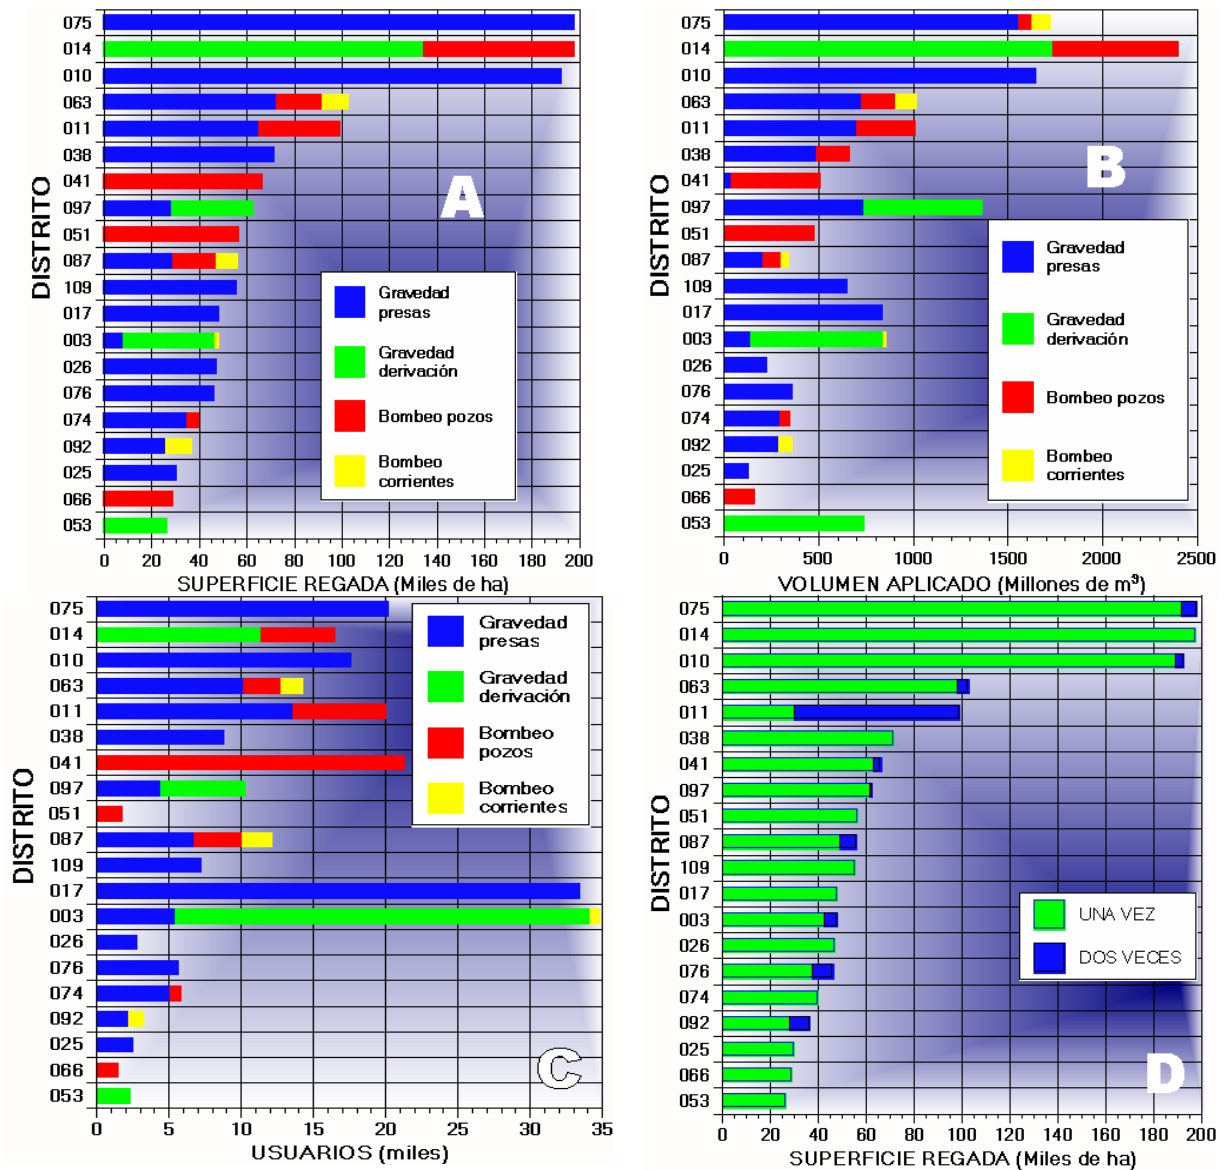 DISTRITO
075
014
010
063
011
038
041
097
051
087
109
017
003
026
076
074
092
025
066
053
A
Gravedad
presas
Gravedad
derivación
Bombeo pozos
Bombeo
corrientes
0 20 40 60 80 100 120 140 160 180 200
SUPERFICIE REGADA (Miles de ha)
DISTRITO
075
014
010
063
011
038
041
097
051
087
109
017
003
026
076
074
092
025
066
053
B
Gravedad
presas
Gravedad
derivación
Bombeo pozos
Bombeo
corrientes
0 500 1000 1500 2000 2500
VOLUMEN APLICADO (Millones de m³)
DISTRITO
075
014
010
063
011
038
041
097
051
087
109
017
003
026
076
074
092
025
066
053
Gravedad
presas
Gravedad
derivación
Bombeo
pozos
Bombeo
corrientes
C
0 5 10 15 20 25 30 35
USUARIOS (miles)
DISTRITO
075
014
010
063
011
038
041
097
051
087
109
017
003
026
076
074
092
025
066
053
UNA VEZ
DOS VECES
D
0 20 40 60 80 100 120 140 160 180 200
SUPERFICIE REGADA (Miles de ha)